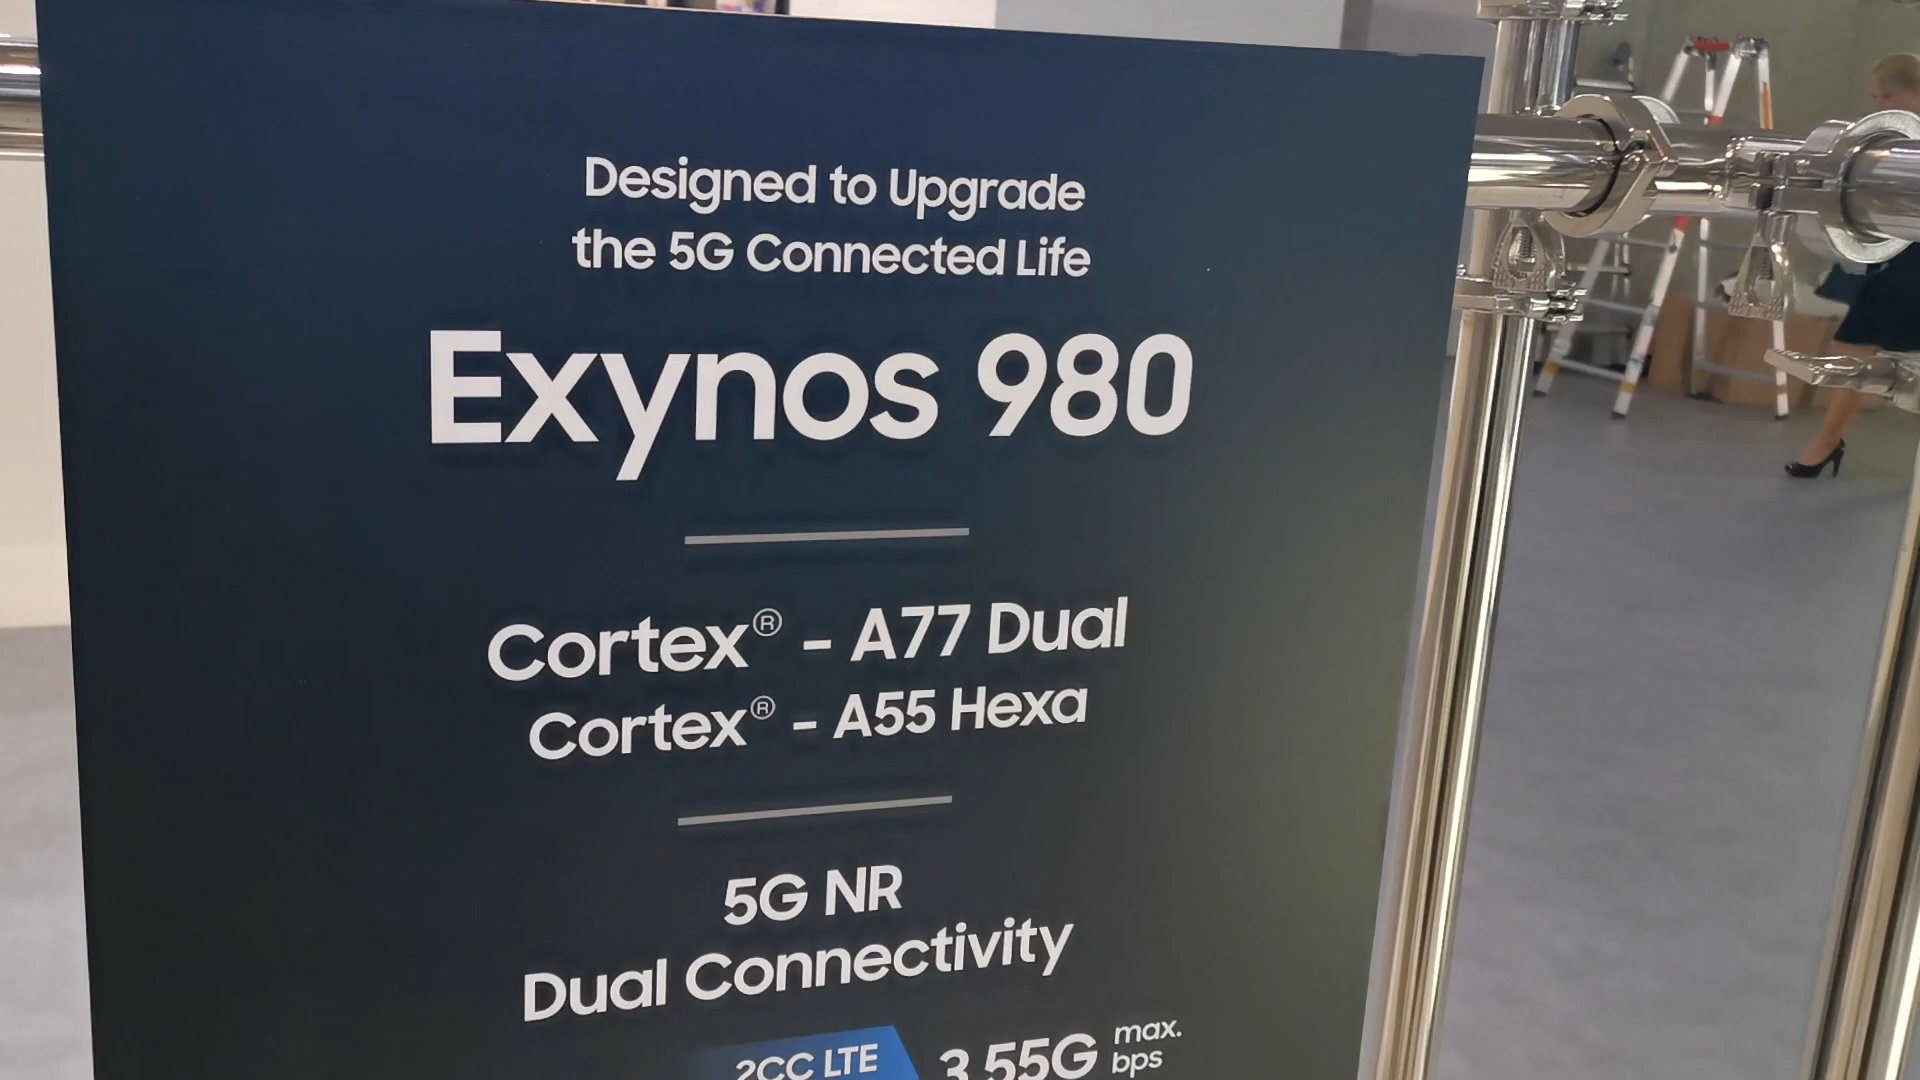 Designed to Upgrade
the 5G Connected Life
Exynos 980
Cortex® - A77 Dual
Cortex® - A55 Hexa
5G NR
Dual Connectivity
2CC LTE 3.55G max. bps